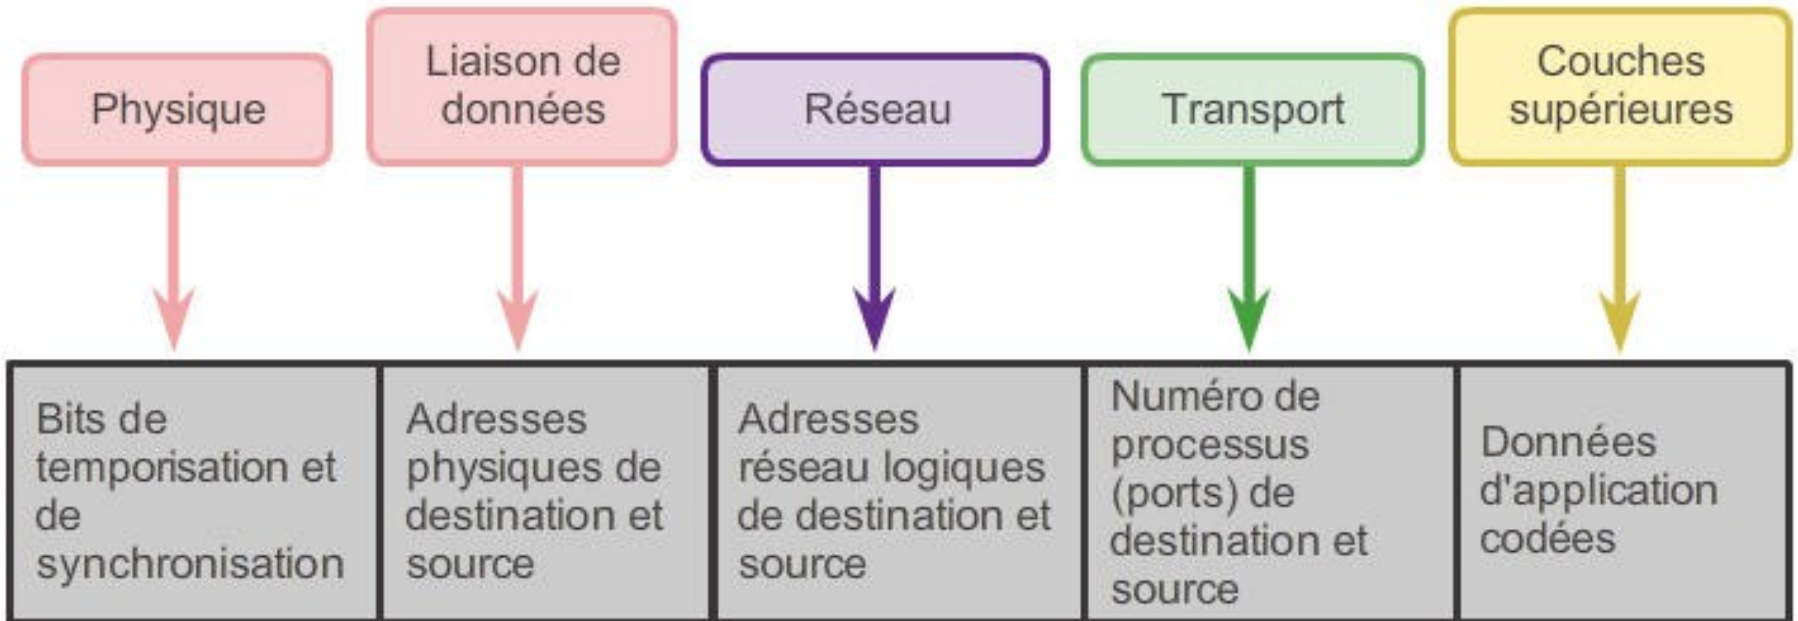 Physique
Liaison de
données
Réseau
Transport
Couches
supérieures
Bits de
temporisation et
de
synchronisation
Adresses
physiques de
destination et
source
Adresses
réseau logiques
de destination et
source
Numéro de
processus
(ports) de
destination et
source
Données
d'application
codées